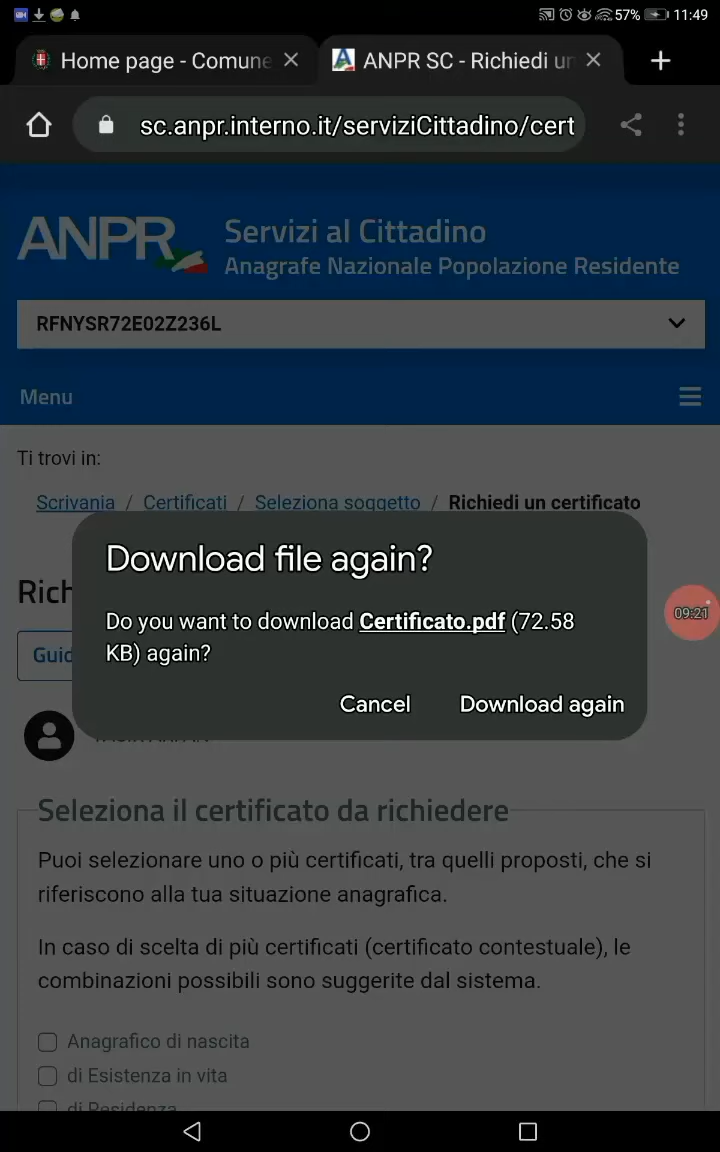 57% 11:49
Home page - Comune
ANPR SC - Richiedi un
sc.anpr.interno.it/serviziCittadino/cert
ANPR
Servizi al Cittadino
Anagrafe Nazionale Popolazione Residente
RFNYSR72E02Z236L
Menu
Ti trovi in:
Scrivania / Certificati / Seleziona soggetto / Richiedi un certificato
Download file again?
Rich
Do you want to download Certificato.pdf (72.58
KB) again?
09:21
Guid
Cancel Download again
Seleziona il certificato da richiedere
Puoi selezionare uno o più certificati, tra quelli proposti, che si
riferiscono alla tua situazione anagrafica.
In caso di scelta di più certificati (certificato contestuale), le
combinazioni possibili sono suggerite dal sistema.
Anagrafico di nascita
di Esistenza in vita
di Residenza